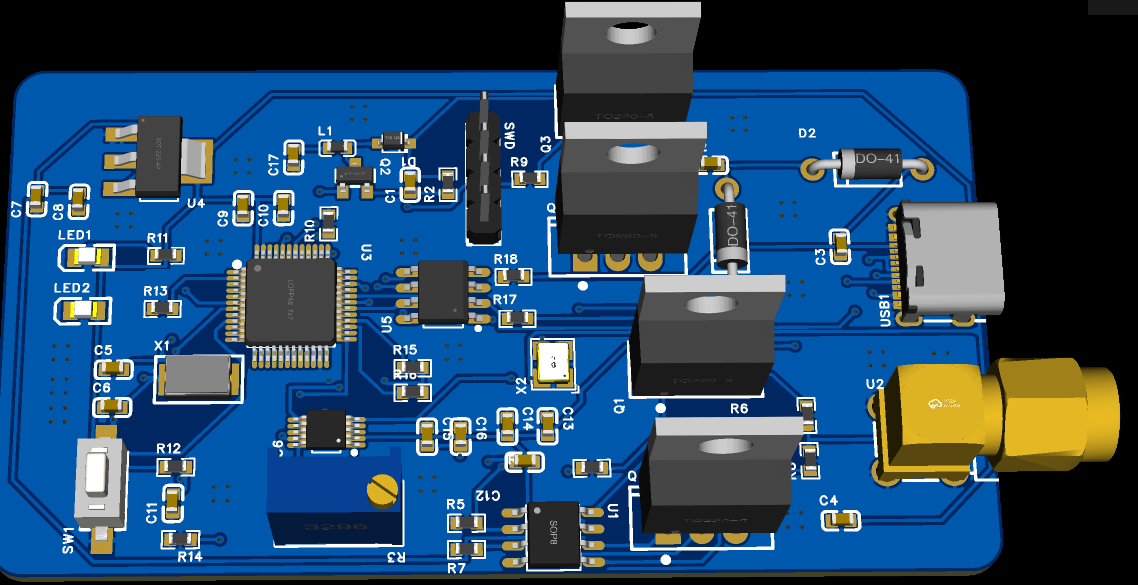 D2
L1
SWD
Q3
C17
Q2
C1
R2
R9
DO-41
C7
C8
U4
C9
C10
R10
DO-41
LED1
R11
U3
R18
C3
LED2
R13
U5
R17
USB1
C5
X1
R15
X2
C6
Q1
R6
U2
C14
C13
C16
R12
C11
3296
C12
R5
SOP8
U1
C4
SW1
R14
R3
R7